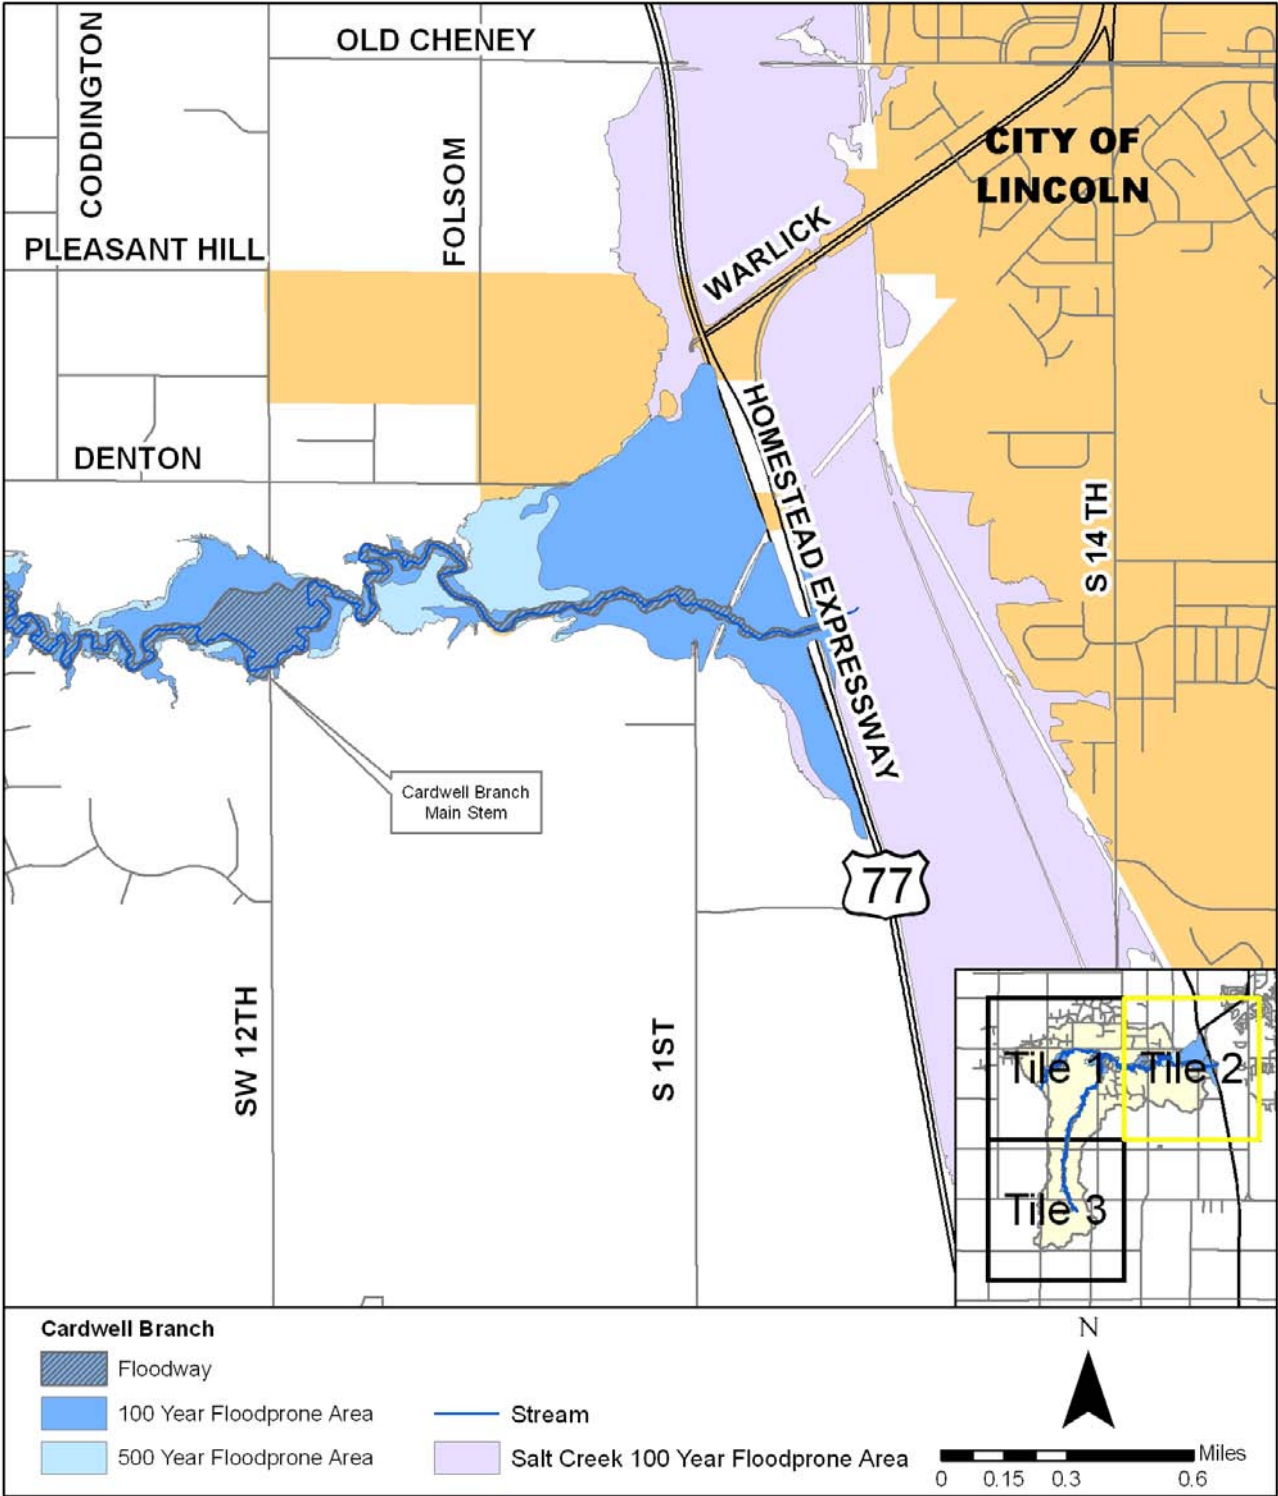 CODDINGTON
OLD CHENEY
FOLSOM
CITY OF
LINCOLN
PLEASANT HILL
WARLICK
HOMESTEAD EXPRESSWAY
DENTON
S 14 TH
Cardwell Branch
Main Stem
77
SW 12TH
S 1ST
Tile 1
Tile 2
Tile 3
Cardwell Branch
Floodway
100 Year Floodprone Area
500 Year Floodprone Area
Stream
Salt Creek 100 Year Floodprone Area
N
Miles
0 0.15 0.3 0.6